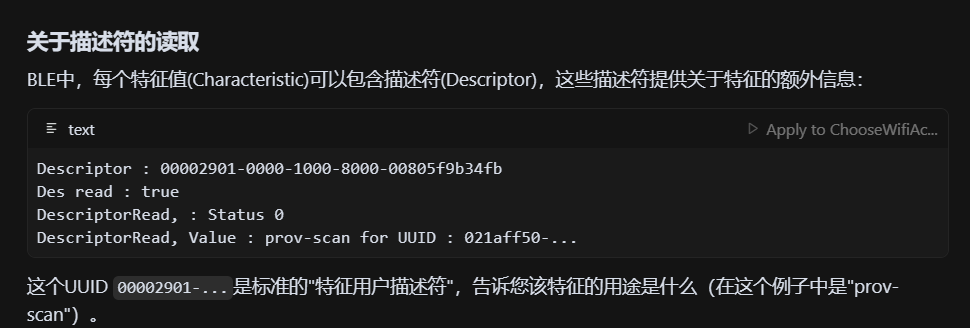 关于描述符的读取
BLE中，每个特征值(Characteristic)可以包含描述符(Descriptor)，这些描述符提供关于特征的额外信息：
text
Apply to ChooseWifiAc...
Descriptor : 00002901-0000-1000-8000-00805f9b34fb
Des read : true
DescriptorRead, : Status 0
DescriptorRead, Value : prov-scan for UUID : 021aff50-...
这个UUID 00002901-... 是标准的"特征用户描述符"，告诉您该特征的用途是什么（在这个例子中是"prov-
scan"）。